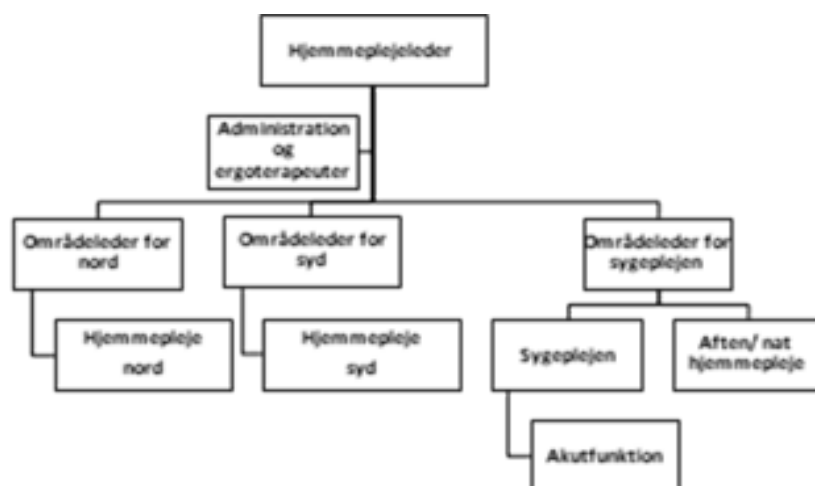 Hjemmeplejeleder
Administration
og
ergoterapeuter
Områdeleder for
nord
Områdeleder for
syd
Områdeleder for
sygeplejen
Hjemmepleje
nord
Hjemmepleje
syd
Sygeplejen
Aften/ nat
hjemmepleje
Akutfunktion